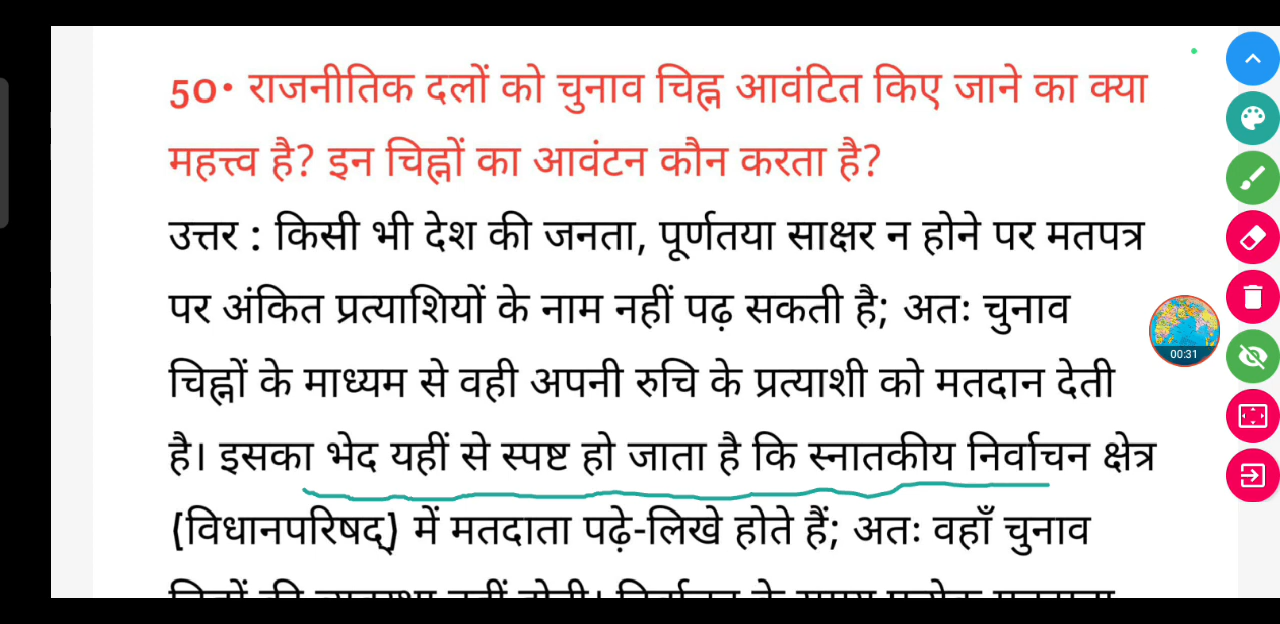 50• राजनीतिक दलों को चुनाव चिह्न आवंटित किए जाने का क्या
महत्त्व है? इन चिह्नों का आवंटन कौन करता है?
उत्तर : किसी भी देश की जनता, पूर्णतया साक्षर न होने पर मतपत्र
पर अंकित प्रत्याशियों के नाम नहीं पढ़ सकती है; अतः चुनाव
चिह्नों के माध्यम से वही अपनी रुचि के प्रत्याशी को मतदान देती
है। इसका भेद यहीं से स्पष्ट हो जाता है कि स्नातकीय निर्वाचन क्षेत्र
(विधानपरिषद्) में मतदाता पढ़े-लिखे होते हैं; अतः वहाँ चुनाव
00:31